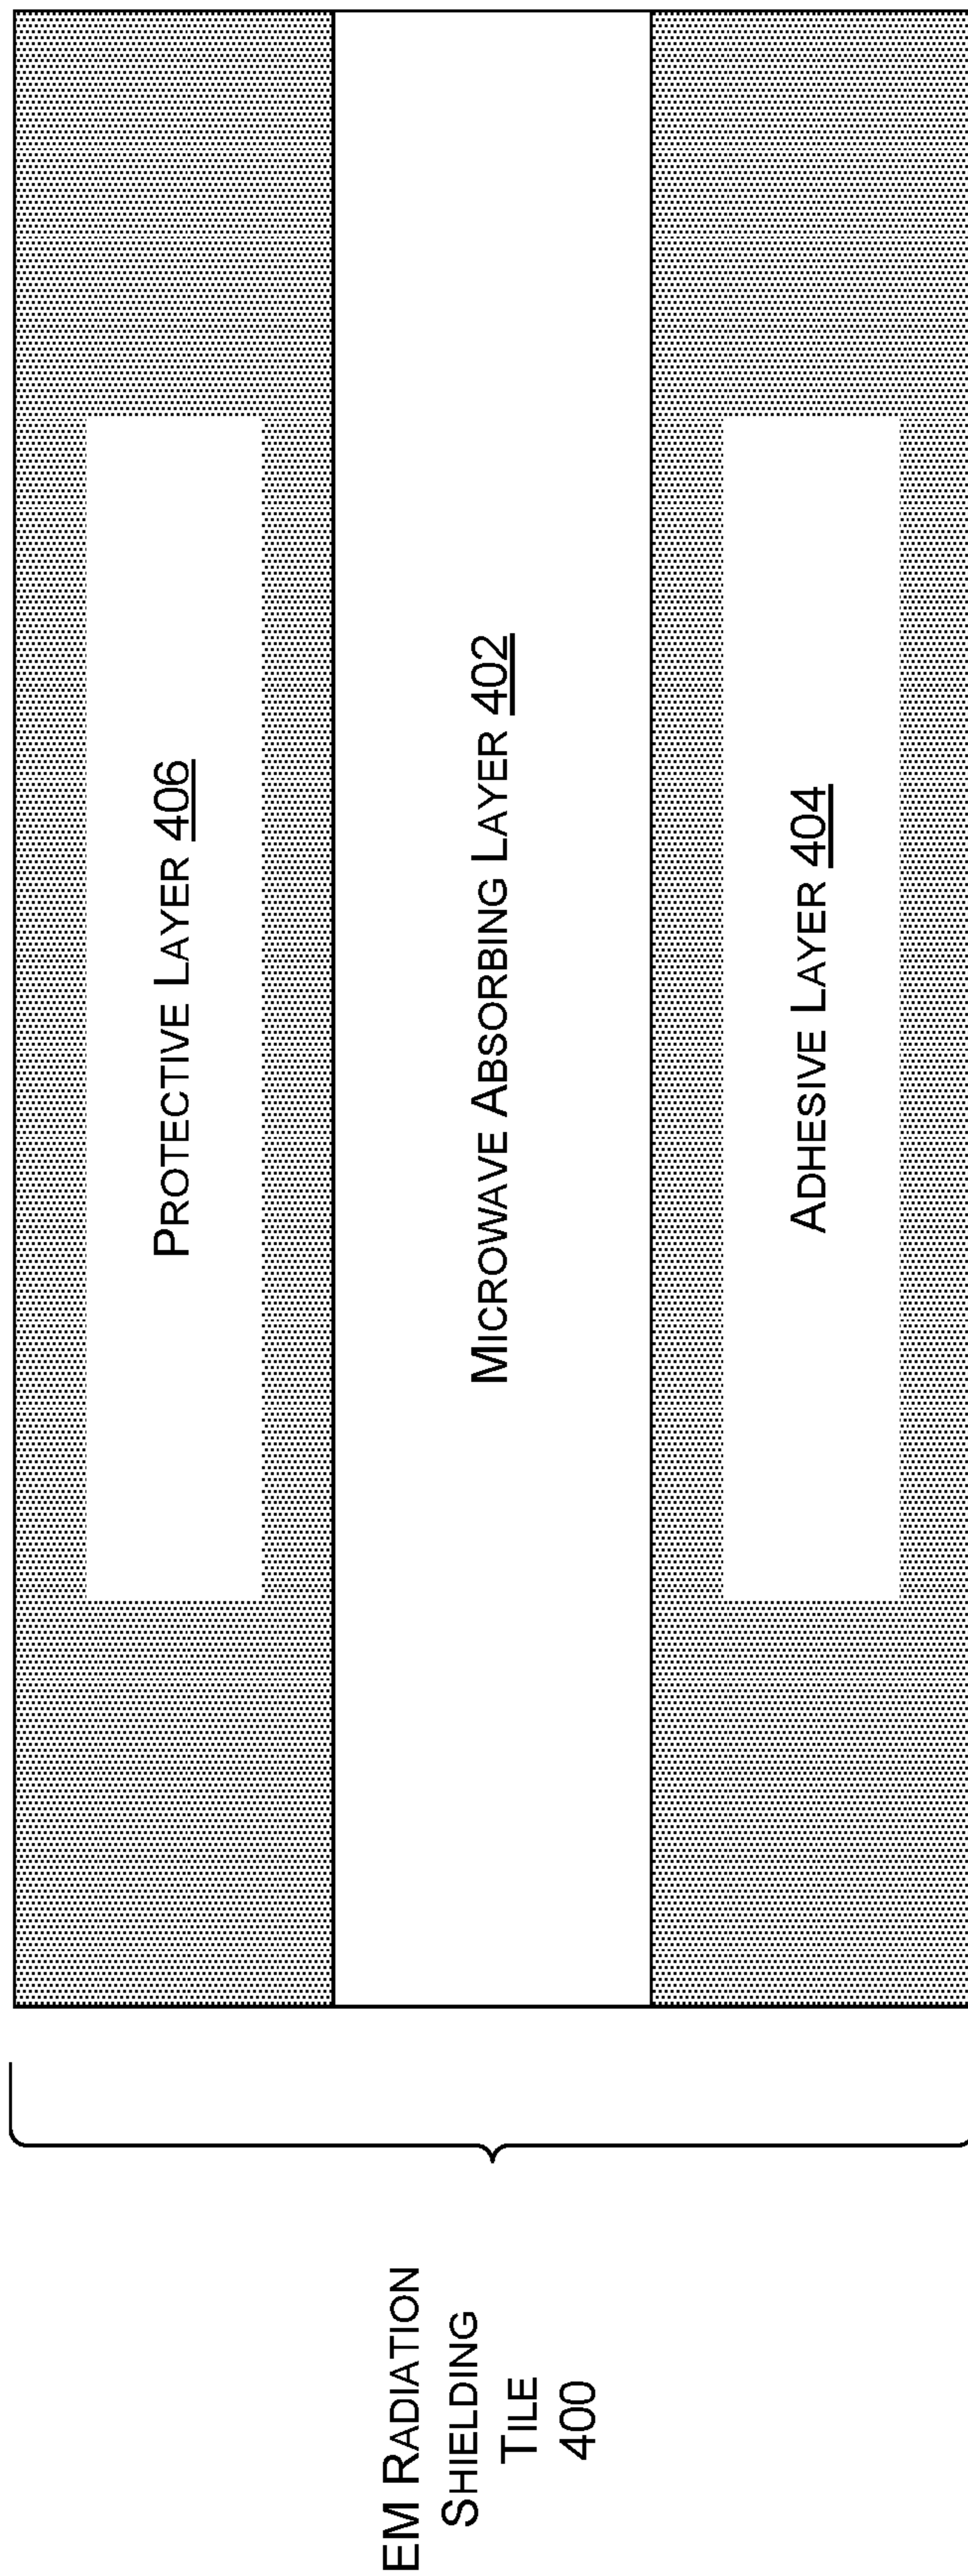 EM RADIATION
SHIELDING
TILE
400
PROTECTIVE LAYER 406
MICROWAVE ABSORBING LAYER 402
ADHESIVE LAYER 404